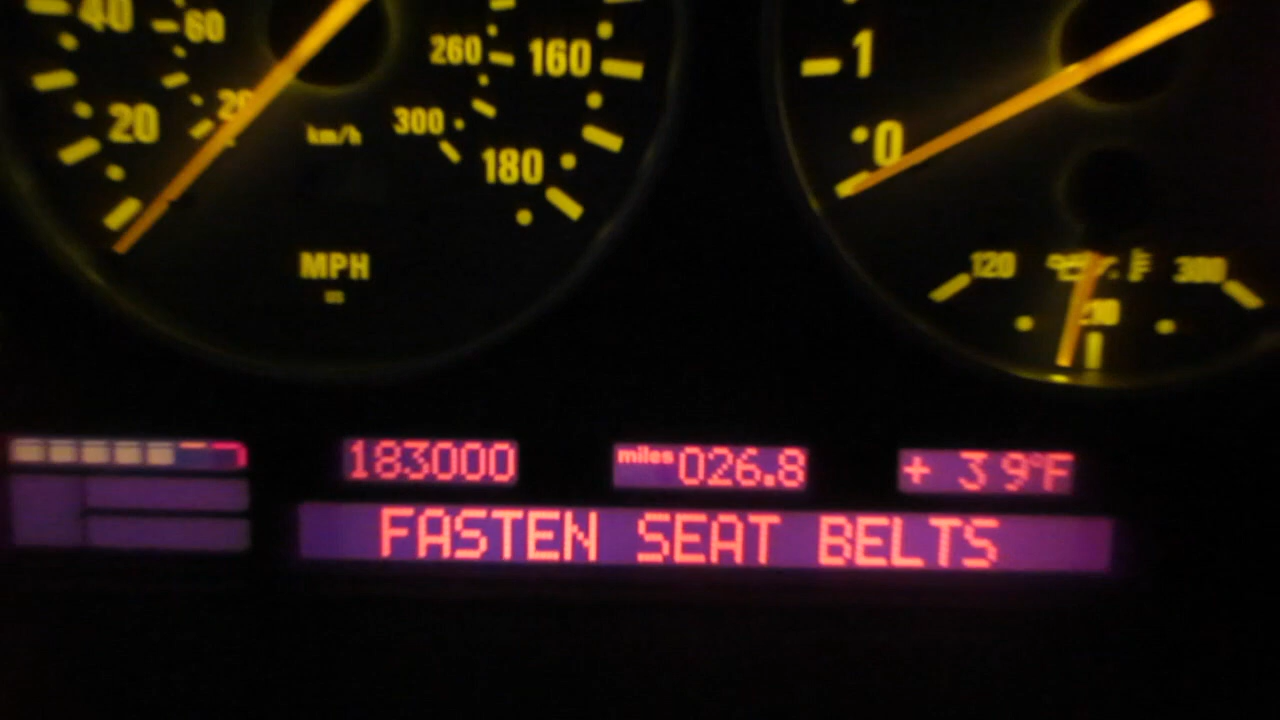 40 60 260 160 1
20 20 km/h 300 180 0
MPH
120 °F 300
183000 miles 026.8 + 39°F
FASTEN SEAT BELTS